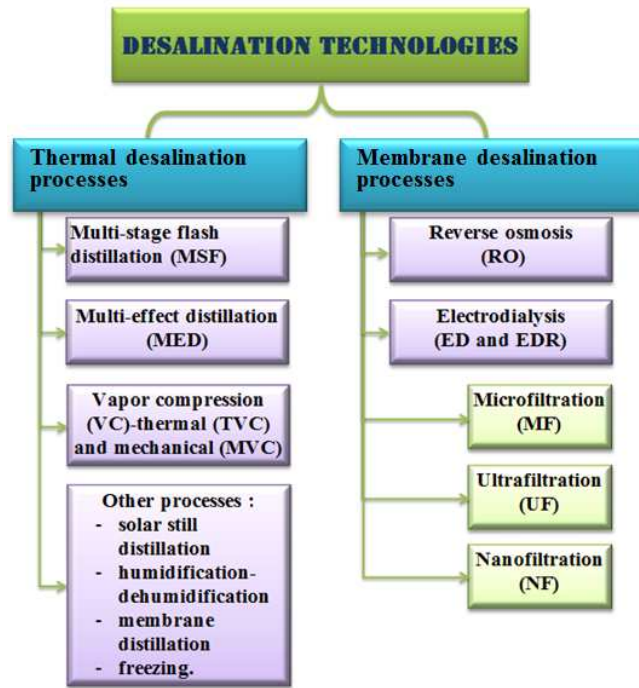 DESALINATION TECHNOLOGIES
Thermal desalination
processes
Multi-stage flash
distillation (MSF)
Multi-effect distillation
(MED)
Vapor compression
(VC)-thermal (TVC)
and mechanical (MVC)
Other processes :
- solar still
distillation
- humidification-
dehumidification
- membrane
distillation
- freezing.
Membrane desalination
processes
Reverse osmosis
(RO)
Electrodialysis
(ED and EDR)
Microfiltration
(MF)
Ultrafiltration
(UF)
Nanofiltration
(NF)